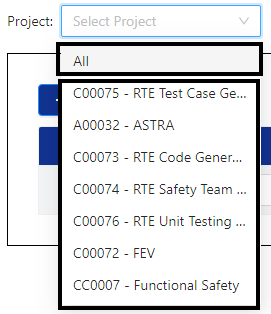 Project: Select Project
All
C00075 - RTE Test Case Ge...
A00032 - ASTRA
C00073 - RTE Code Gener...
C00074 - RTE Safety Team ...
C00076 - RTE Unit Testing ...
C00072 - FEV
CC0007 - Functional Safety